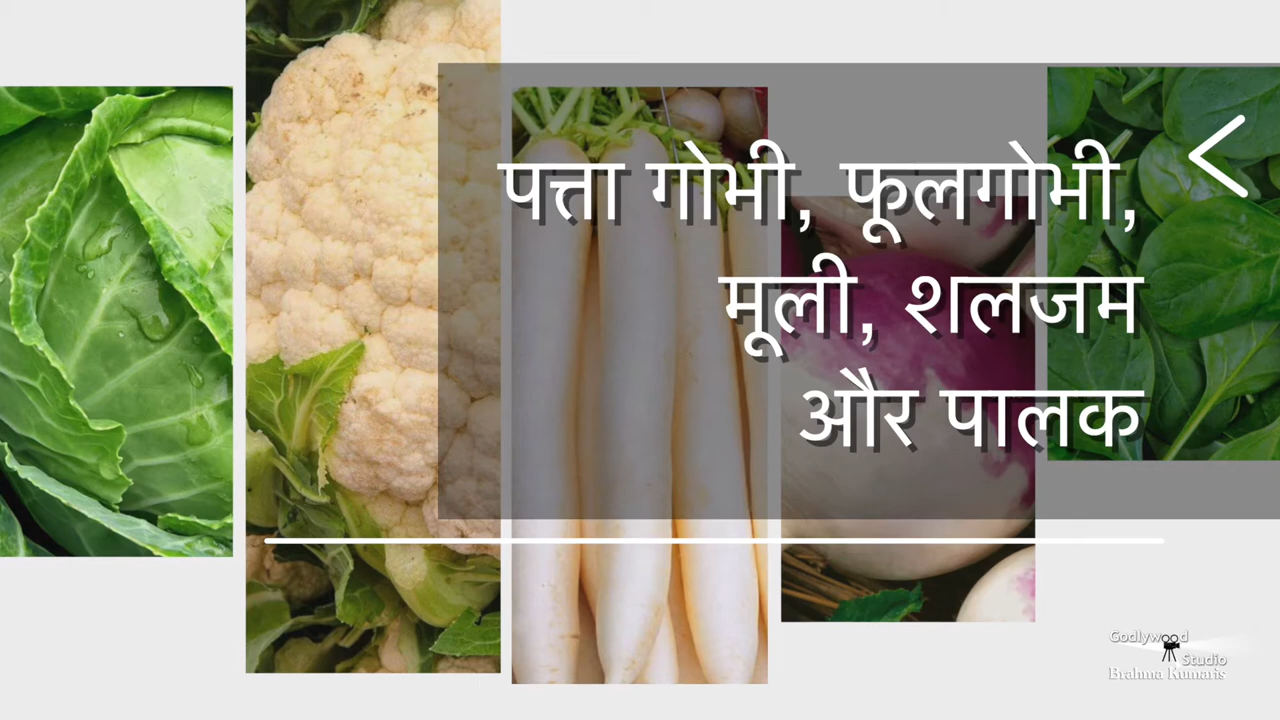 पत्ता गोभी, फूलगोभी,
मूली, शलजम
और पालक
Godlywood
Studio
Brahma Kumaris